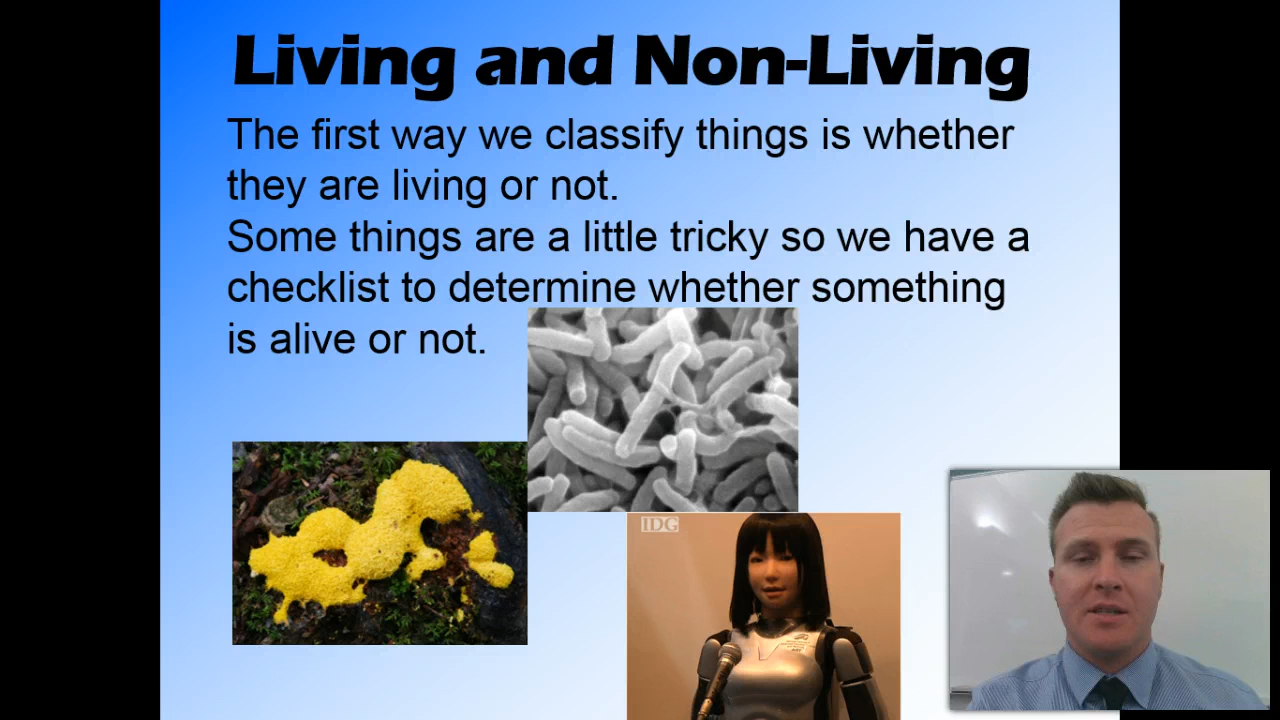 Living and Non-Living
The first way we classify things is whether
they are living or not.
Some things are a little tricky so we have a
checklist to determine whether something
is alive or not.
IDG